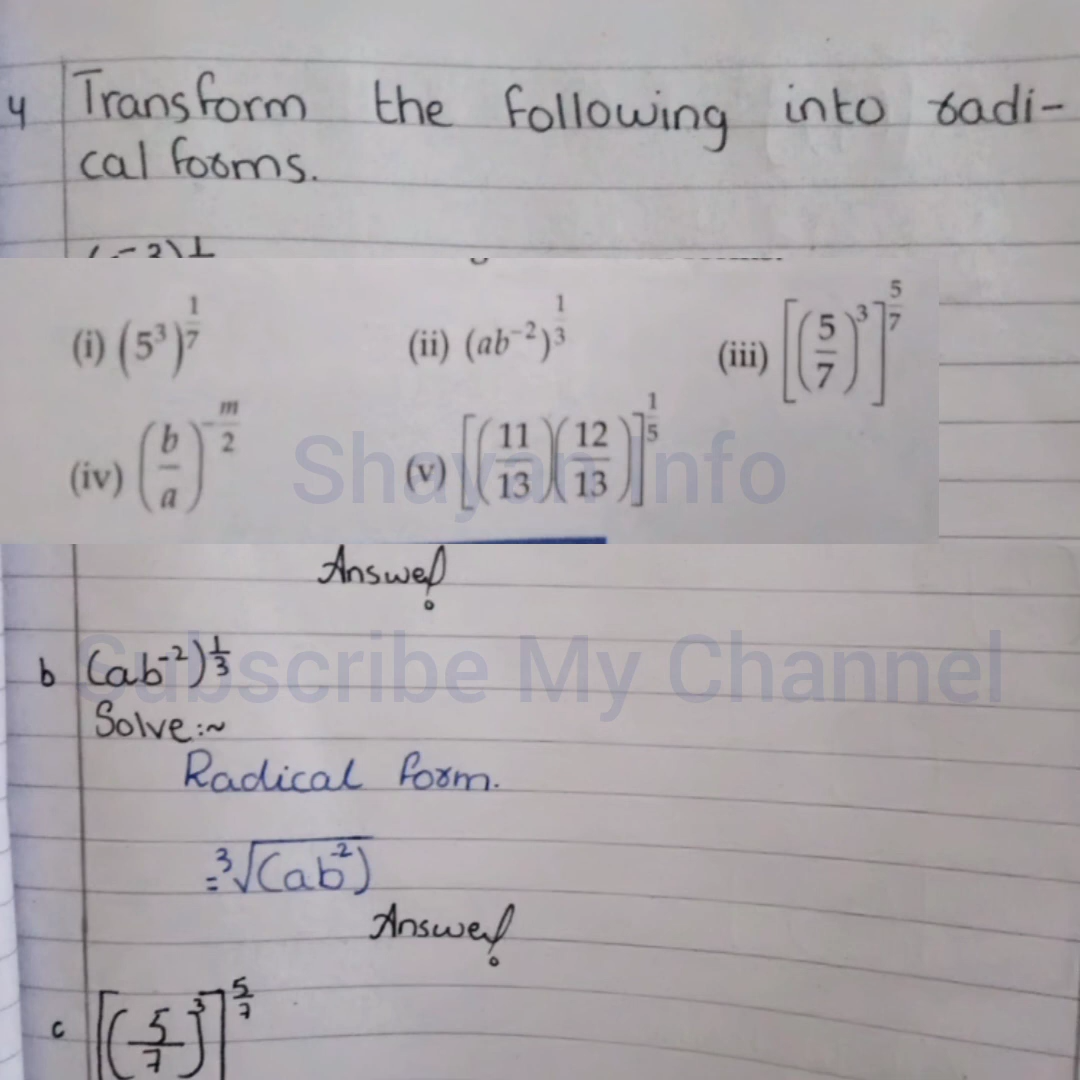 4 Transform the following into radi-
cal forms.
(i) (5³)^(1/7) (ii) (ab⁻²)^(1/3) (iii) [(5/7)³]^(5/7)
(iv) (b/a)^(-m/2) (v) [(11/13)(12/13)]^(1/5)
Shayan Info
Answer
Subscribe My Channel
b (ab⁻²)^(1/3)
Solve:~
Radical form.
= ³√(ab⁻²)
Answer
c [(5/7)³]^(5/7)